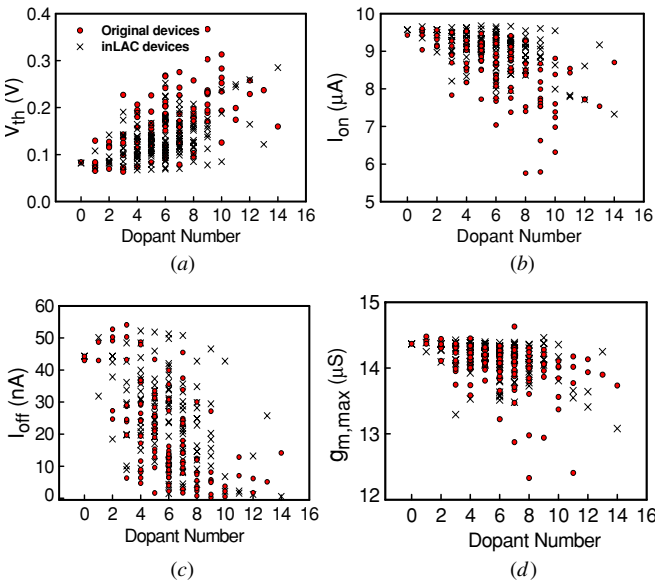 0.4
0.3
0.2
0.1
0.0
V_th (V)
Original devices
inLAC devices
0 2 4 6 8 10 12 14 16
Dopant Number
(a)
10
9
8
7
6
5
I_on (μA)
0 2 4 6 8 10 12 14 16
Dopant Number
(b)
60
50
40
30
20
10
0
I_off (nA)
0 2 4 6 8 10 12 14 16
Dopant Number
(c)
15
14
13
12
g_m,max (μS)
0 2 4 6 8 10 12 14 16
Dopant Number
(d)